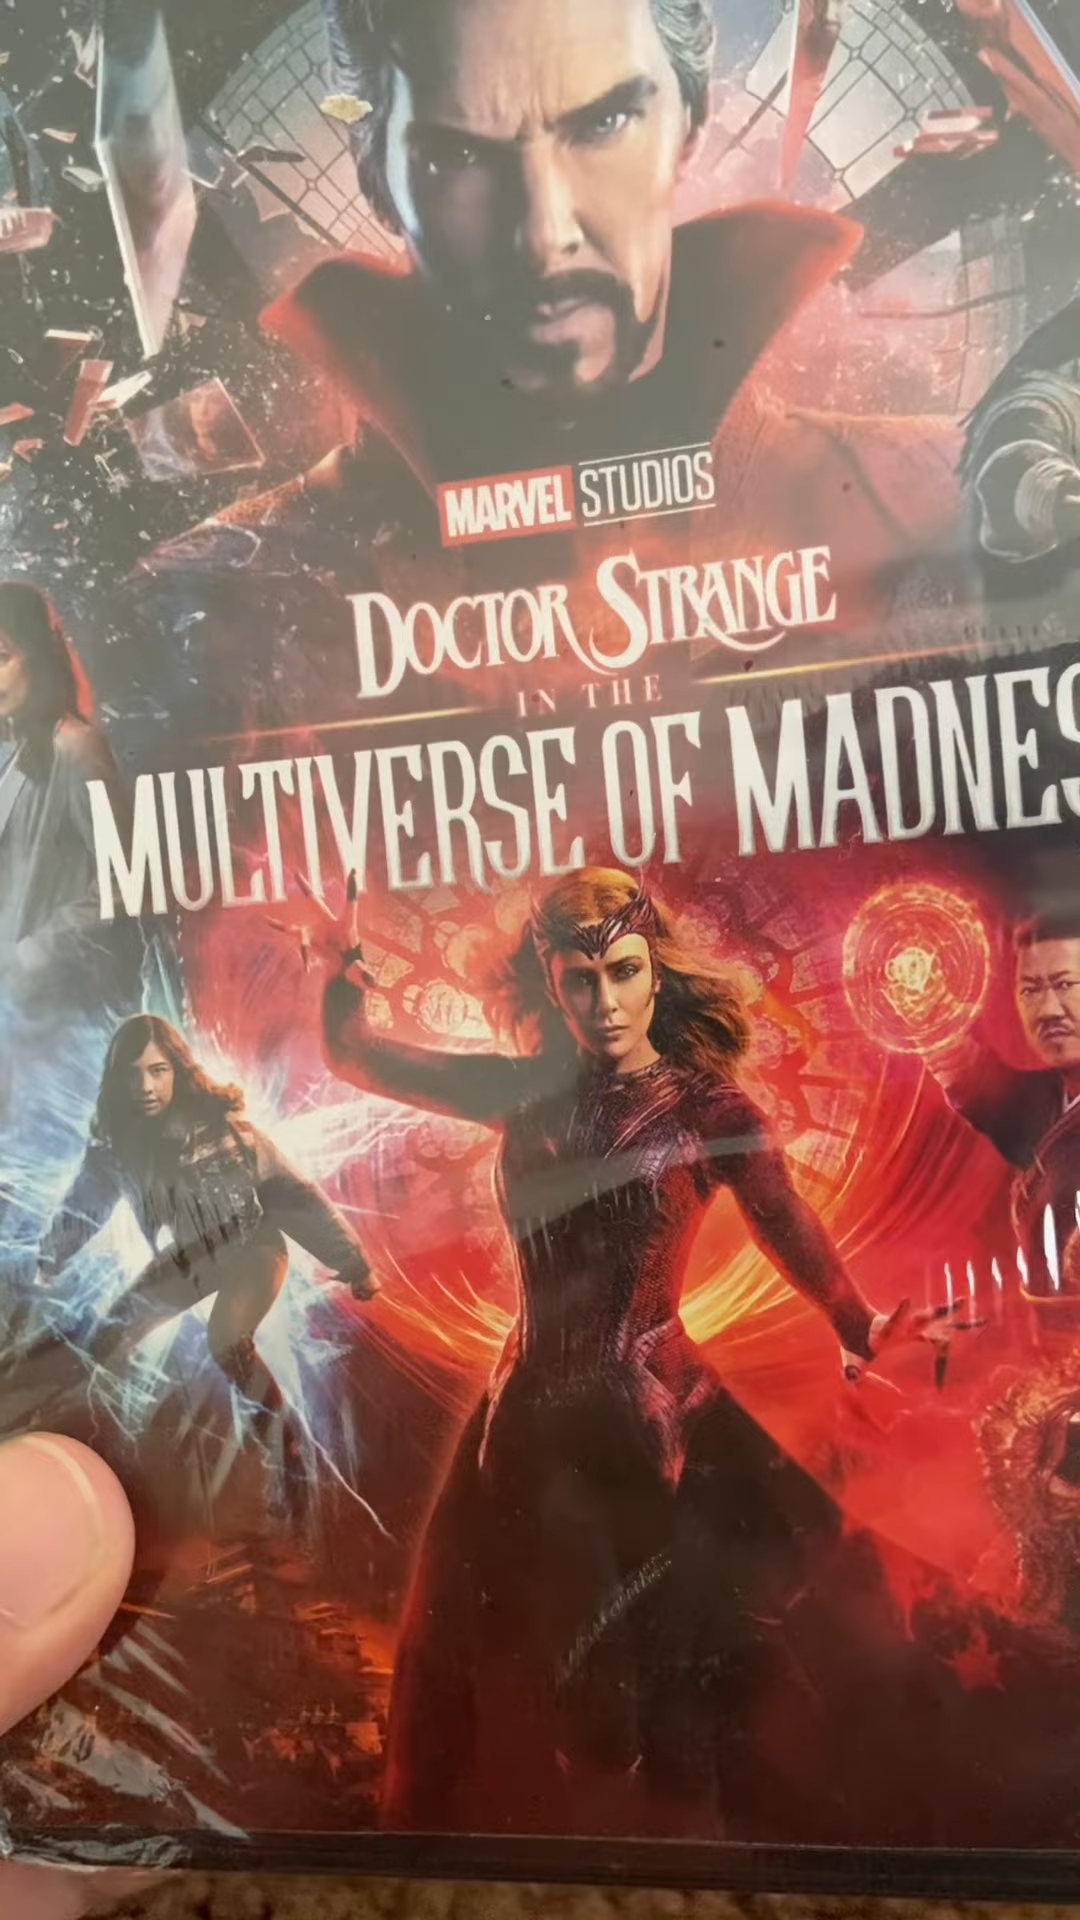 MARVEL STUDIOS
DOCTOR STRANGE
IN THE
MULTIVERSE OF MADNES